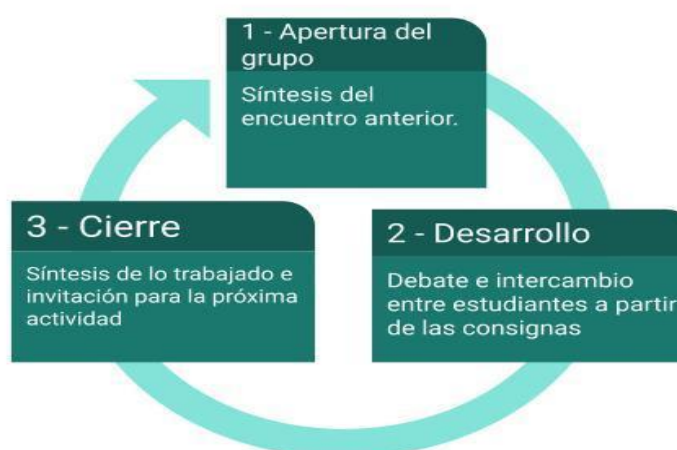 1 - Apertura del
grupo
Síntesis del
encuentro anterior.
2 - Desarrollo
Debate e intercambio
entre estudiantes a partir
de las consignas
3 - Cierre
Síntesis de lo trabajado e
invitación para la próxima
actividad